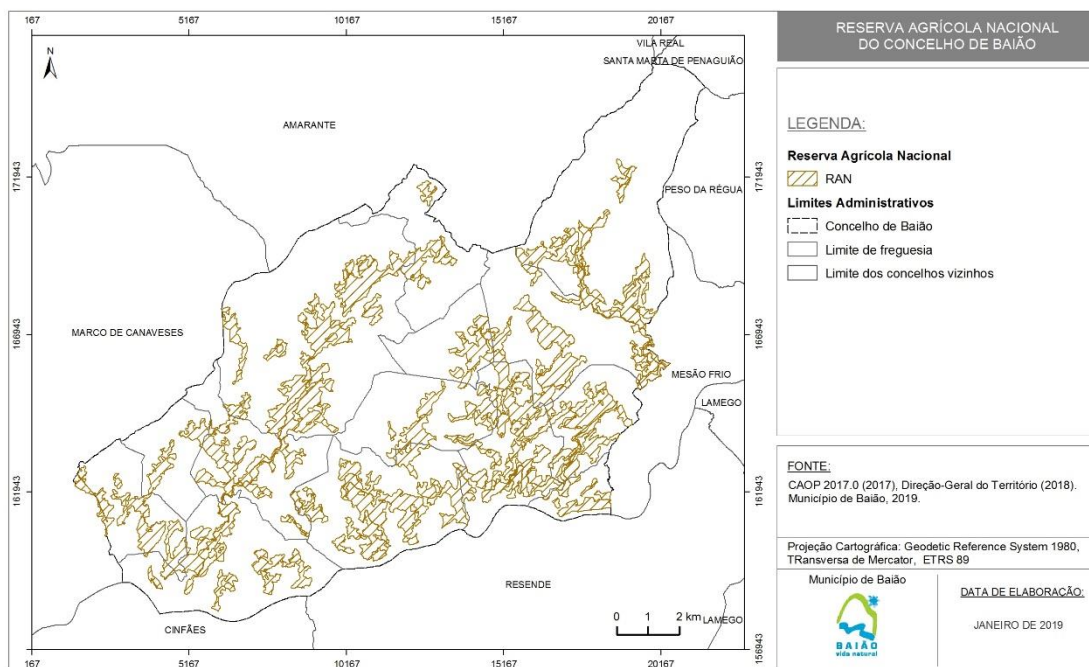 167
5167
10167
15167
20167
VILA REAL
SANTA MARTA DE PENAGUIÃO
N
AMARANTE
171943
171943
PESO DA RÉGUA
MARCO DE CANAVESES
166943
166943
MESÃO FRIO
LAMEGO
161943
161943
RESENDE
0 1 2 km
CINFÃES
LAMEGO
156943
167
5167
10167
15167
20167
RESERVA AGRÍCOLA NACIONAL
DO CONCELHO DE BAIÃO
LEGENDA:
Reserva Agrícola Nacional
RAN
Limites Administrativos
Concelho de Baião
Limite de freguesia
Limite dos concelhos vizinhos
FONTE:
CAOP 2017.0 (2017), Direção-Geral do Território (2018).
Município de Baião, 2019.
Projeção Cartográfica: Geodetic Reference System 1980,
TRansversa de Mercator, ETRS 89
Município de Baião
BAIÃO
vida natural
DATA DE ELABORAÇÃO:
JANEIRO DE 2019